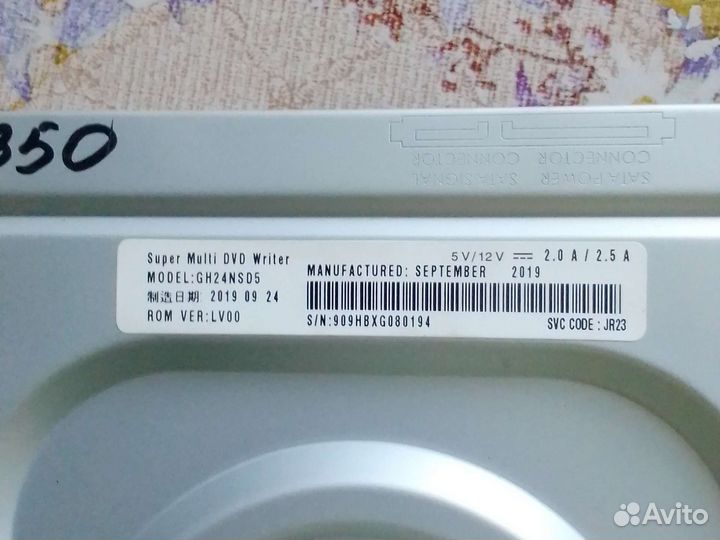 350
SATA POWER CONNECTOR
SATA SIGNAL CONNECTOR
Super Multi DVD Writer
MODEL:GH24NSD5
制造日期: 2019 09 24
ROM VER:LV00
5V/12V ⎓ 2.0 A / 2.5 A
MANUFACTURED: SEPTEMBER 2019
S/N:909HBXG080194
SVC CODE : JR23
Avito